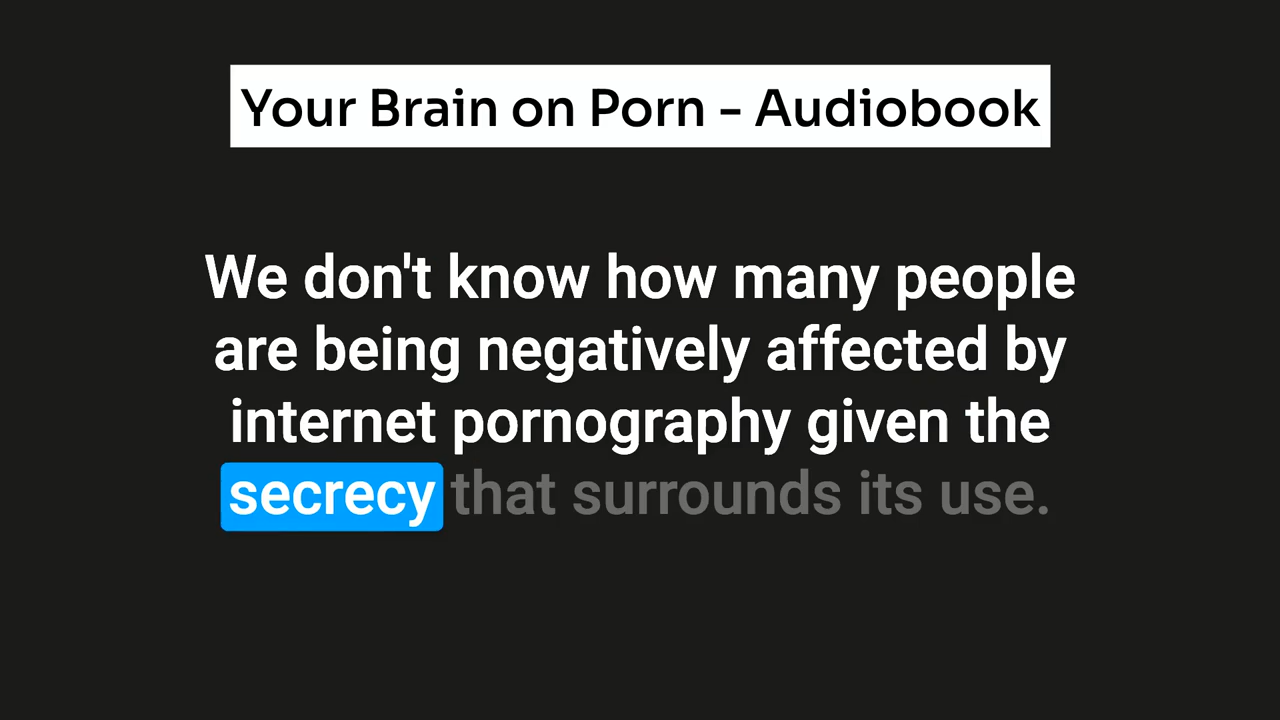 Your Brain on Porn - Audiobook
We don't know how many people
are being negatively affected by
internet pornography given the
secrecy that surrounds its use.